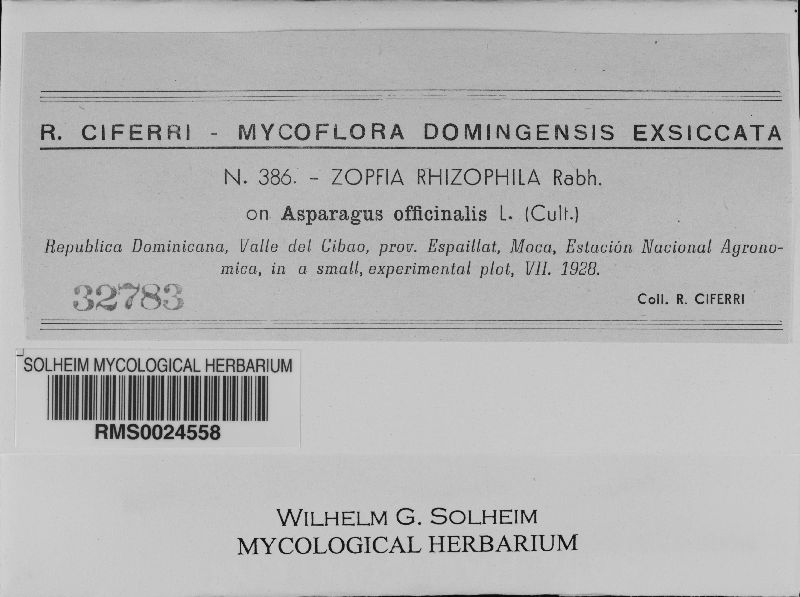 R. CIFERRI - MYCOFLORA DOMINGENSIS EXSICCATA
N. 386. - ZOPFIA RHIZOPHILA Rabh.
on Asparagus officinalis L. (Cult.)
Republica Dominicana, Valle del Cibao, prov. Espaillat, Moca, Estación Nacional Agrono-
mica, in a small, experimental plot, VII. 1928.
32783
Coll. R. CIFERRI
SOLHEIM MYCOLOGICAL HERBARIUM
RMS0024558
WILHELM G. SOLHEIM
MYCOLOGICAL HERBARIUM